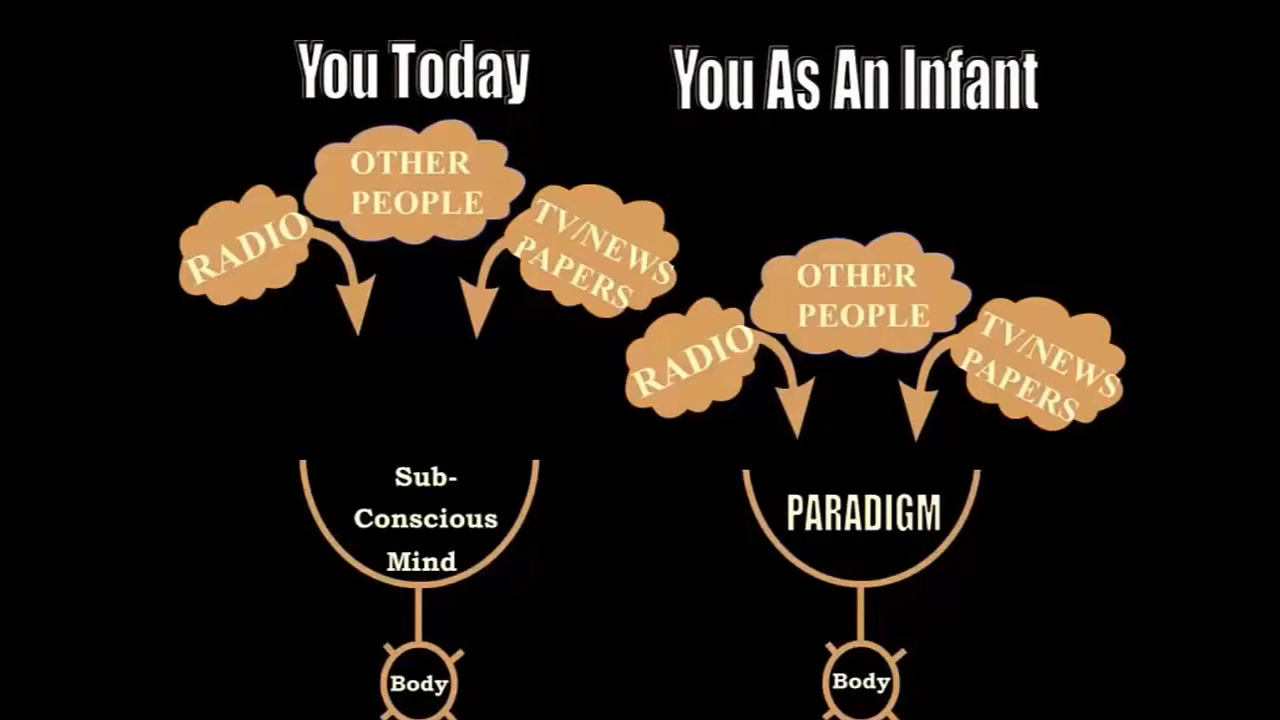 You Today
OTHER
PEOPLE
RADIO
TV/NEWS
PAPERS
Sub-
Conscious
Mind
Body
You As An Infant
OTHER
PEOPLE
RADIO
TV/NEWS
PAPERS
PARADIGM
Body